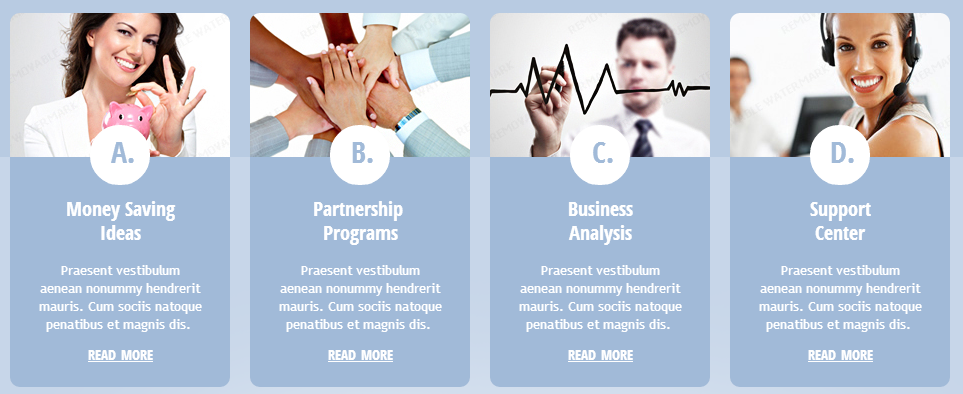 A.
Money Saving
Ideas
Praesent vestibulum
aenean nonummy hendrerit
mauris. Cum sociis natoque
penatibus et magnis dis.
READ MORE
B.
Partnership
Programs
Praesent vestibulum
aenean nonummy hendrerit
mauris. Cum sociis natoque
penatibus et magnis dis.
READ MORE
C.
Business
Analysis
Praesent vestibulum
aenean nonummy hendrerit
mauris. Cum sociis natoque
penatibus et magnis dis.
READ MORE
D.
Support
Center
Praesent vestibulum
aenean nonummy hendrerit
mauris. Cum sociis natoque
penatibus et magnis dis.
READ MORE